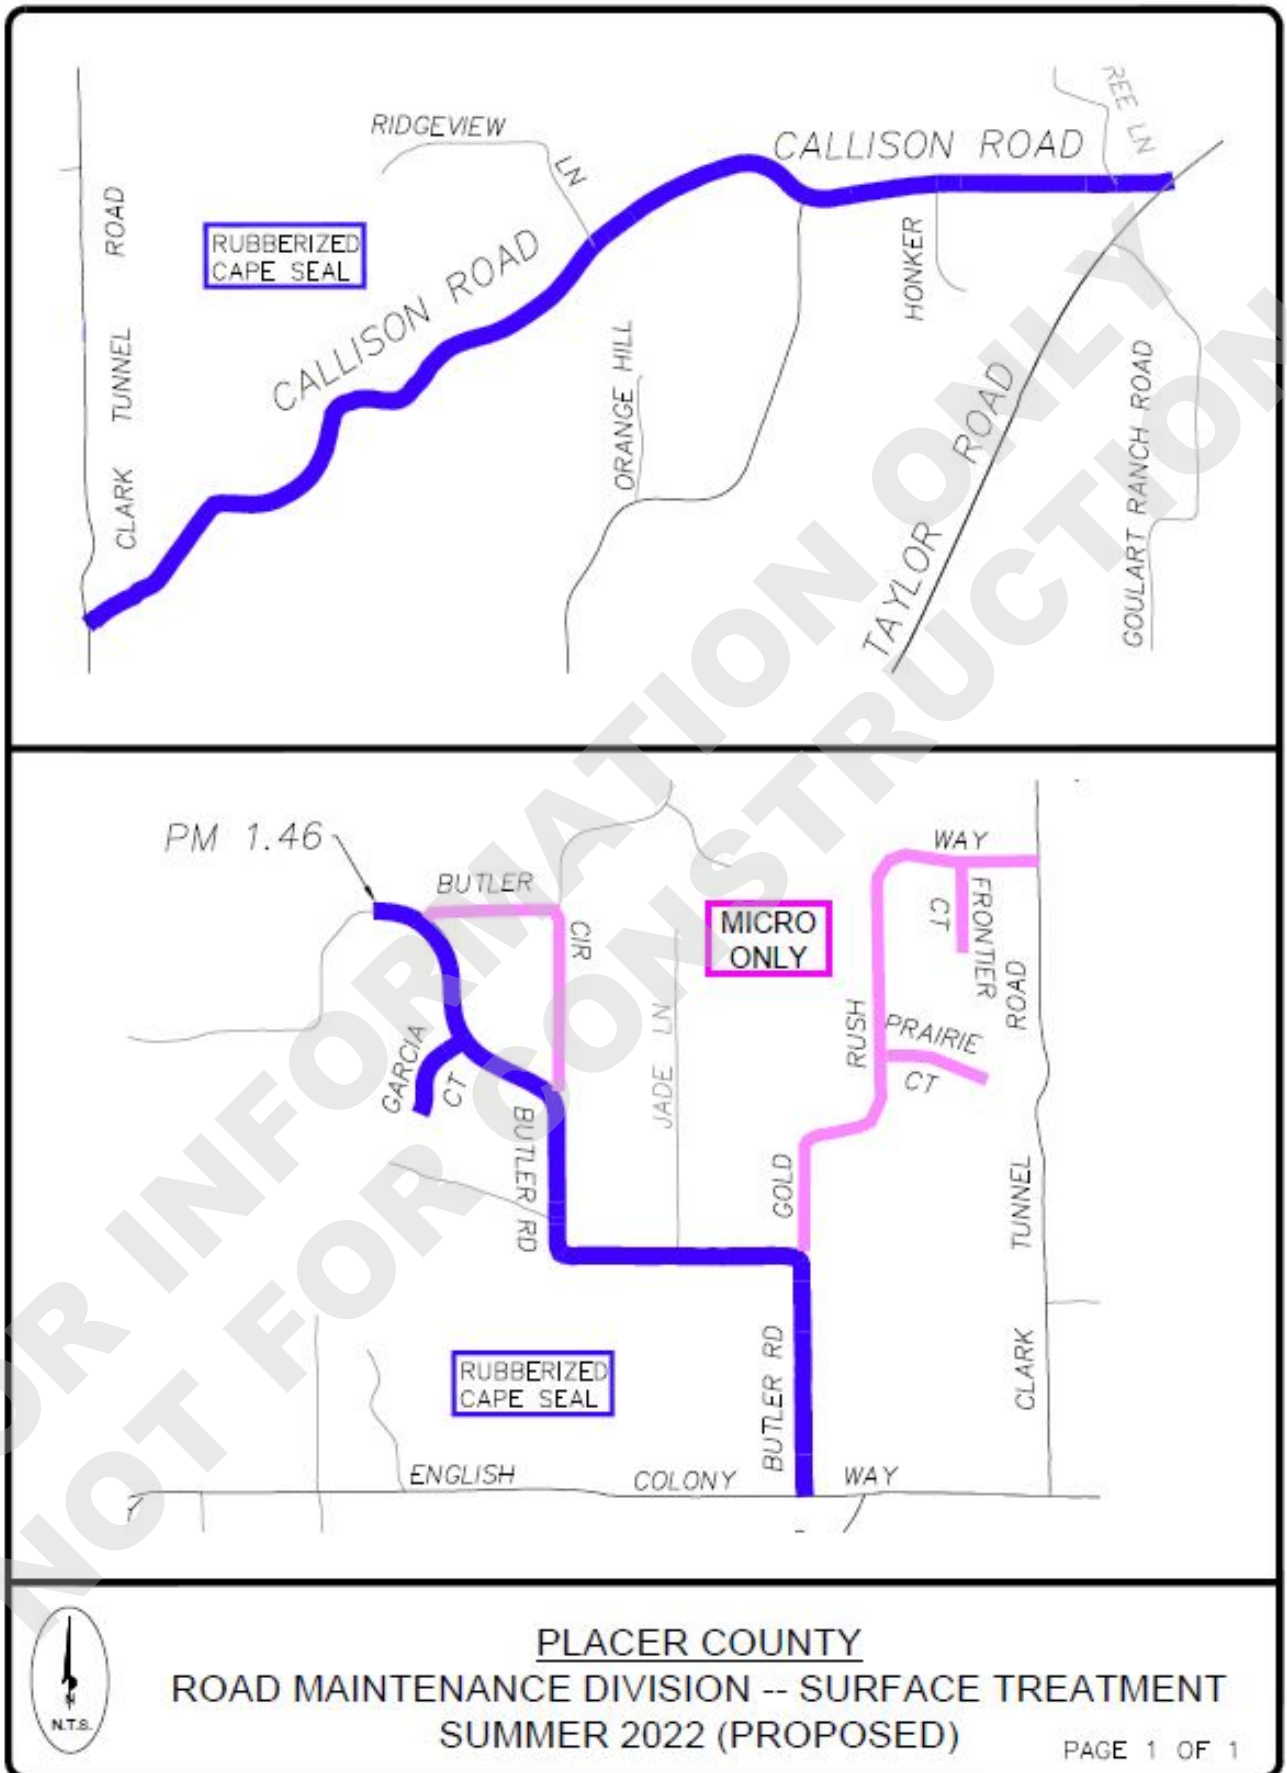 REE LN
RIDGEVIEW
LN
CALLISON ROAD
ROAD
TUNNEL
CLARK
RUBBERIZED
CAPE SEAL
CALLISON ROAD
HONKER
ORANGE HILL
TAYLOR ROAD
GOULART RANCH ROAD
PM 1.46
BUTLER
CIR
MICRO
ONLY
WAY
FRONTIER
CT
ROAD
RUSH
PRAIRIE
CT
JADE LN
GARCIA
CT
BUTLER RD
GOLD
TUNNEL
CLARK
RUBBERIZED
CAPE SEAL
BUTLER RD
ENGLISH COLONY WAY
Y
FOR INFORMATION ONLY
NOT FOR CONSTRUCTION
N
N.T.S.
PLACER COUNTY
ROAD MAINTENANCE DIVISION -- SURFACE TREATMENT
SUMMER 2022 (PROPOSED)
PAGE 1 OF 1